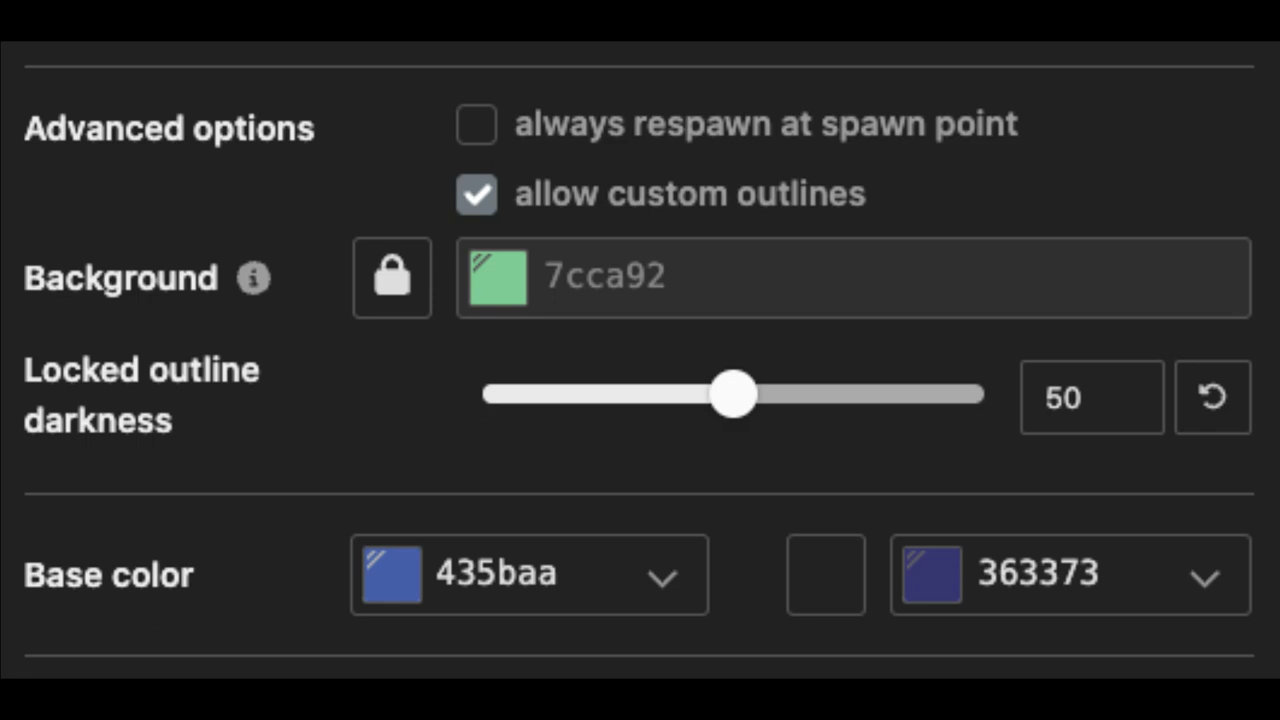 Advanced options
always respawn at spawn point
allow custom outlines
Background
7cca92
Locked outline
darkness
50
Base color
435baa
363373